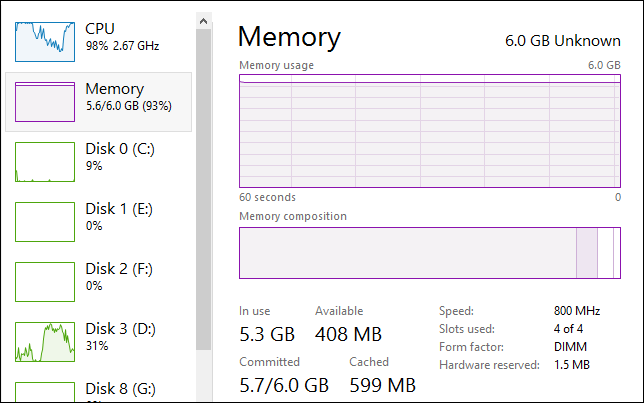 CPU
98% 2.67 GHz
Memory
5.6/6.0 GB (93%)
Disk 0 (C:)
9%
Disk 1 (E:)
0%
Disk 2 (F:)
0%
Disk 3 (D:)
31%
Disk 8 (G:)
Memory 6.0 GB Unknown
Memory usage 6.0 GB
60 seconds 0
Memory composition
In use Available
5.3 GB 408 MB
Committed Cached
5.7/6.0 GB 599 MB
Speed: 800 MHz
Slots used: 4 of 4
Form factor: DIMM
Hardware reserved: 1.5 MB